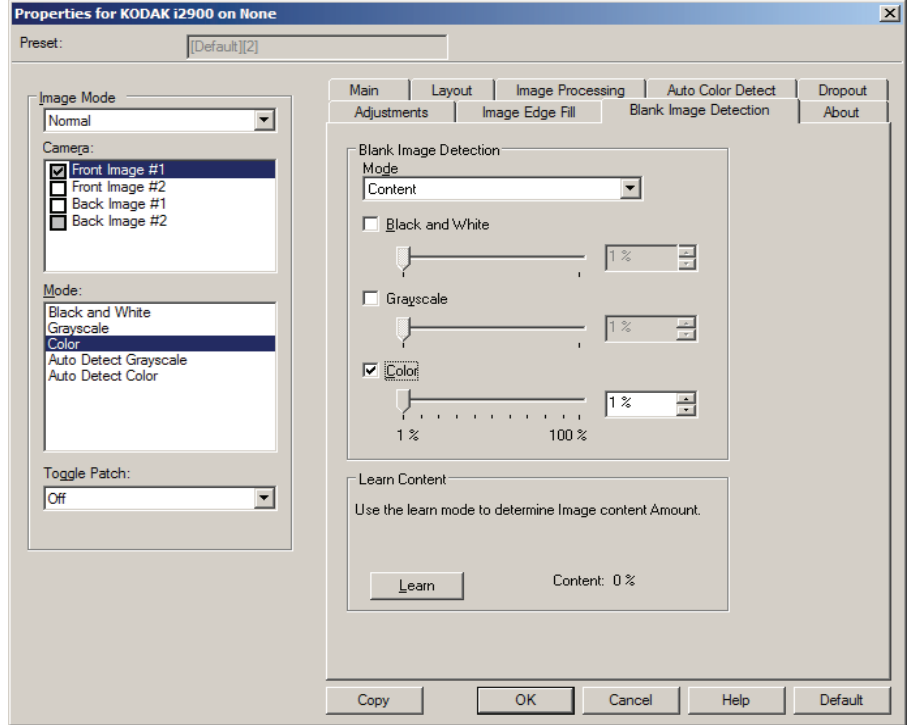 Properties for KODAK i2900 on None
Preset:
[Default][2]
Image Mode
Normal
Camera:
Front Image #1
Front Image #2
Back Image #1
Back Image #2
Mode:
Black and White
Grayscale
Color
Auto Detect Grayscale
Auto Detect Color
Toggle Patch:
Off
Main Layout Image Processing Auto Color Detect Dropout
Adjustments Image Edge Fill Blank Image Detection About
Blank Image Detection
Mode
Content
Black and White
1 %
Grayscale
1 %
Color
1 %
1 % 100 %
Learn Content
Use the learn mode to determine Image content Amount.
Learn Content: 0 %
Copy OK Cancel Help Default